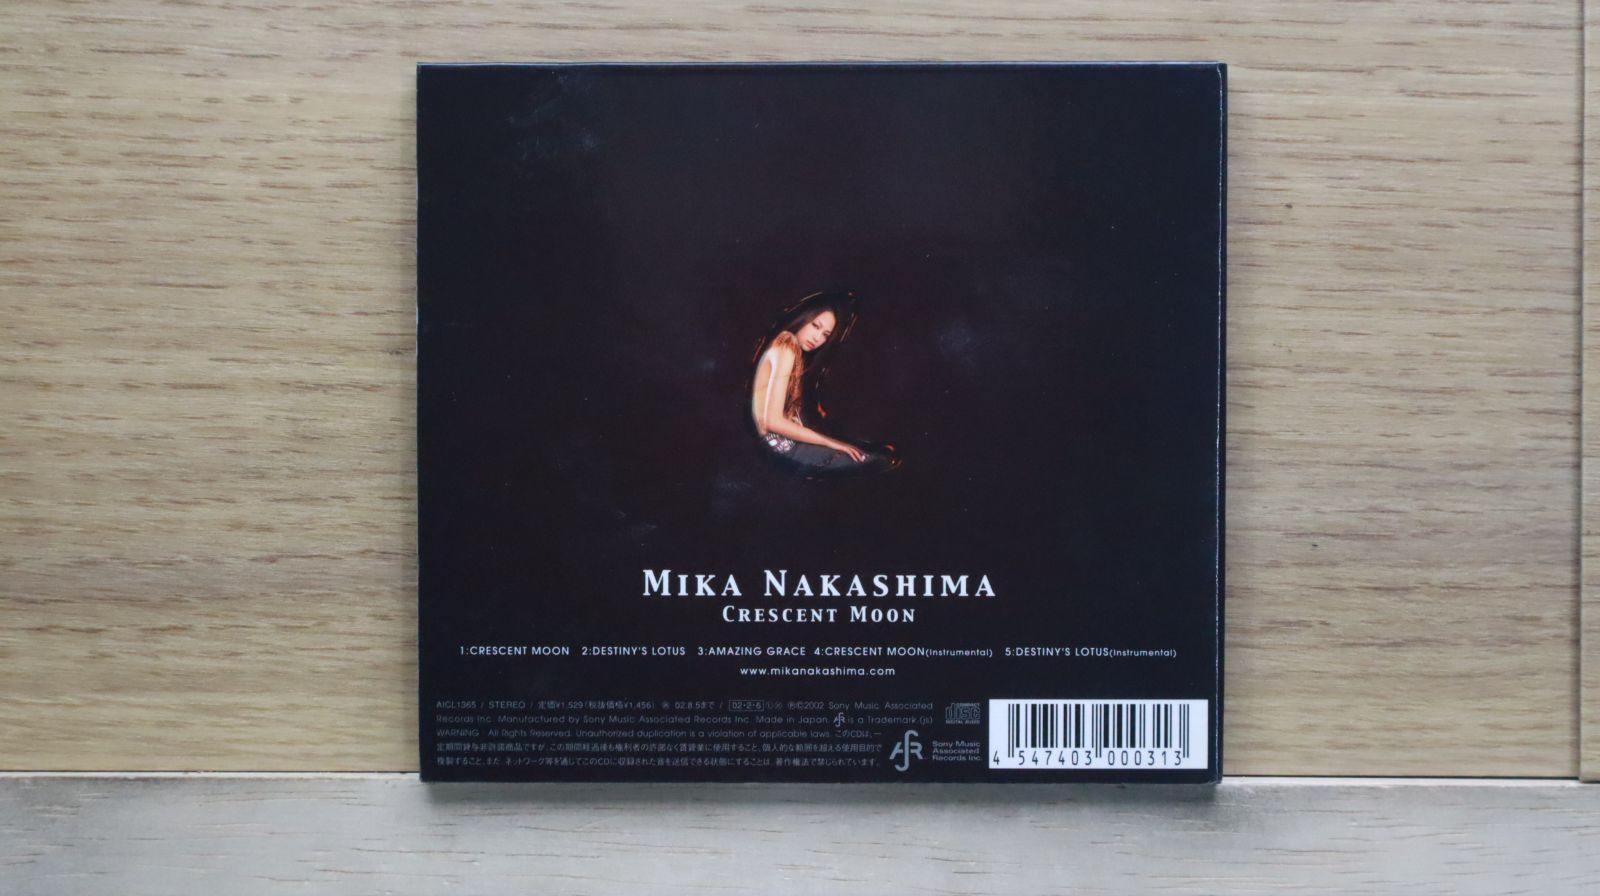 MIKA NAKASHIMA
CRESCENT MOON
1:CRESCENT MOON 2:DESTINY'S LOTUS 3:AMAZING GRACE 4:CRESCENT MOON(Instrumental) 5:DESTINY'S LOTUS(Instrumental)
www.mikanakashima.com
AICL1365 / STEREO / 定価¥1,529(税抜価格¥1,456) 02.8.5まで / 02・2・6 ℗©2002 Sony Music Associated
Records Inc. Manufactured by Sony Music Associated Records Inc. Made in Japan. is a Trademark.(js)
WARNING : All Rights Reserved. Unauthorized duplication is a violation of applicable laws. このCDは、一
定期間貸与非許諾商品ですが、この期間経過後も権利者の許諾なく賃貸業に使用すること、個人的な範囲を超える使用目的で
複製すること、また、ネットワーク等を通じてこのCDに収録された音を送信できる状態にすることは、著作権法で禁じられています。
AR
Sony Music
Associated
Records Inc.
COMPACT
disc
DIGITAL AUDIO
4 547403 000313